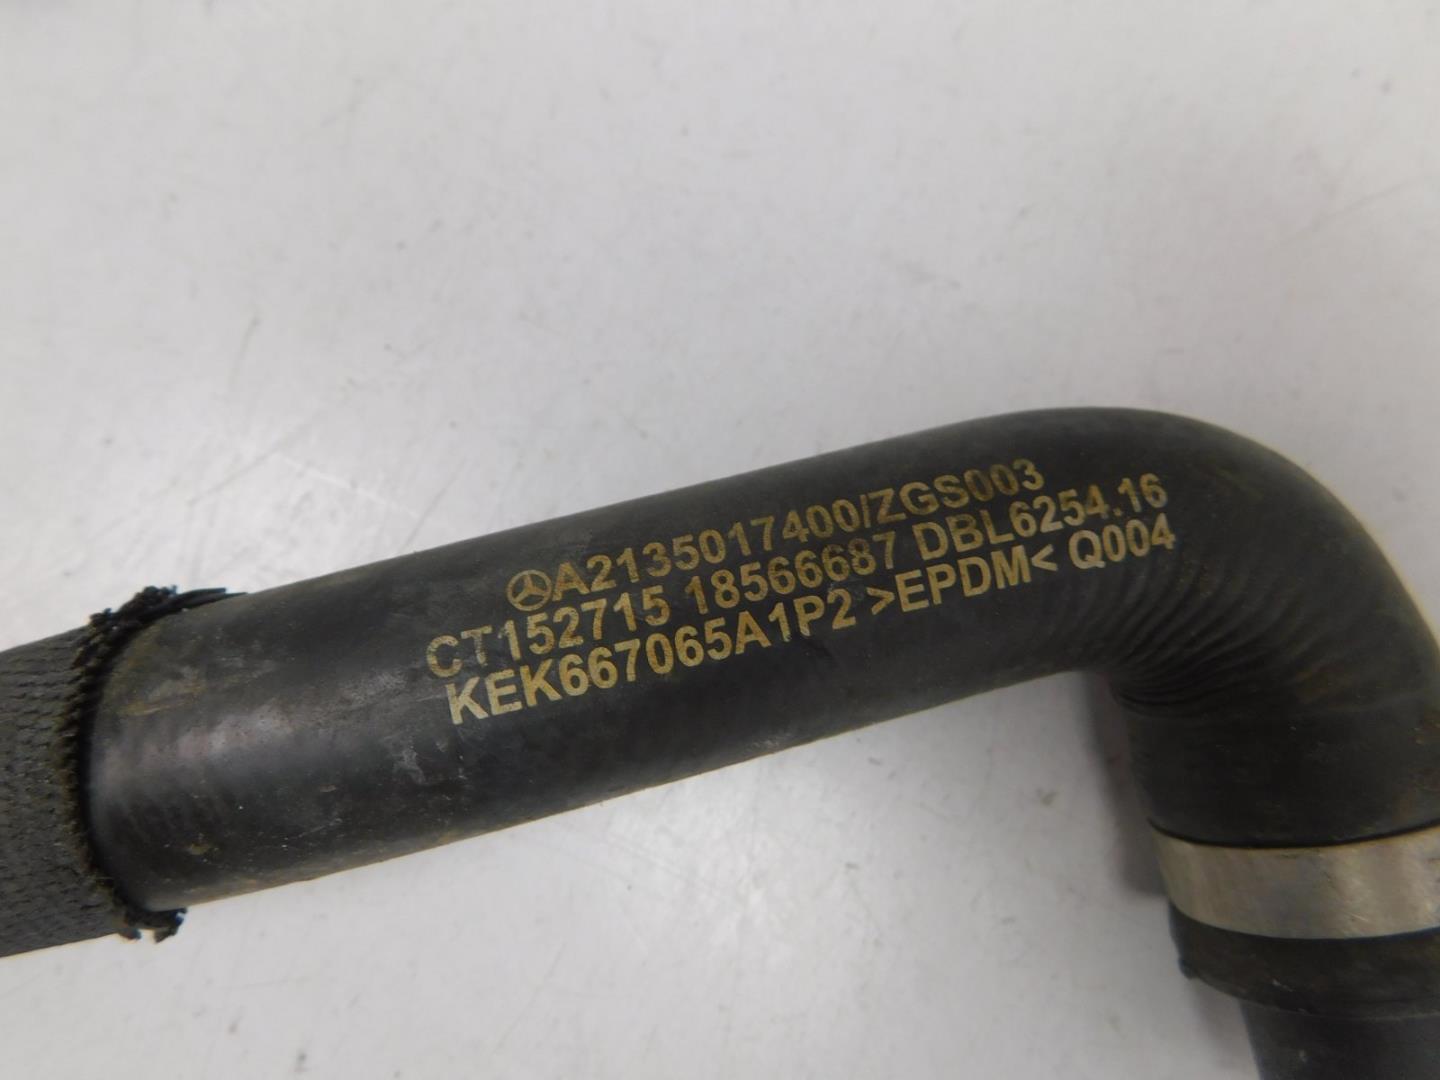 A2135017400/ZGS003
CT152715 18566687 DBL6254.16
KEK667065A1P2 >EPDM< Q004